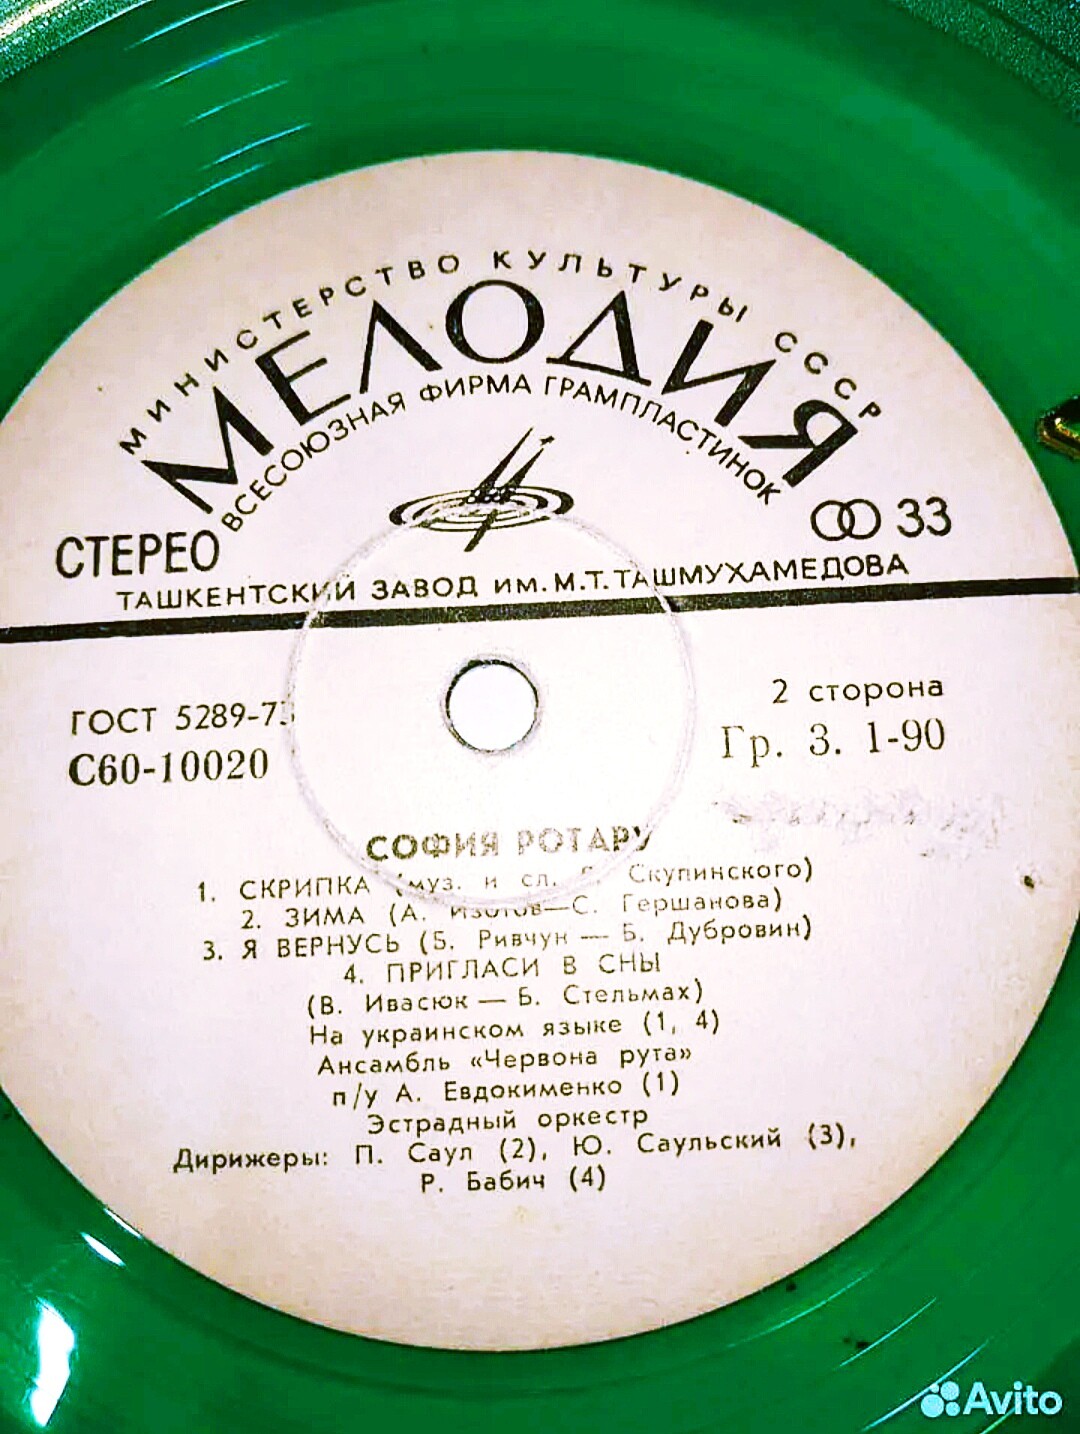 МИНИСТЕРСТВО КУЛЬТУРЫ СССР
МЕЛОДИЯ
ВСЕСОЮЗНАЯ ФИРМА ГРАМПЛАСТИНОК
СТЕРЕО
33
ТАШКЕНТСКИЙ ЗАВОД ИМ. М.Т. ТАШМУХАМЕДОВА
ГОСТ 5289-73
2 сторона
С60-10020
Гр. 3. 1-90
СОФИЯ РОТАРУ
1. СКРИПКА (муз. и сл. Скупинского)
2. ЗИМА (А. Изотов — С. Гершанова)
3. Я ВЕРНУСЬ (Б. Ривчун — Б. Дубровин)
4. ПРИГЛАСИ В СНЫ
(В. Ивасюк — Б. Стельмах)
На украинском языке (1, 4)
Ансамбль «Червона рута»
п/у А. Евдокименко (1)
Эстрадный оркестр
Дирижеры: П. Саул (2), Ю. Саульский (3),
Р. Бабич (4)
Avito